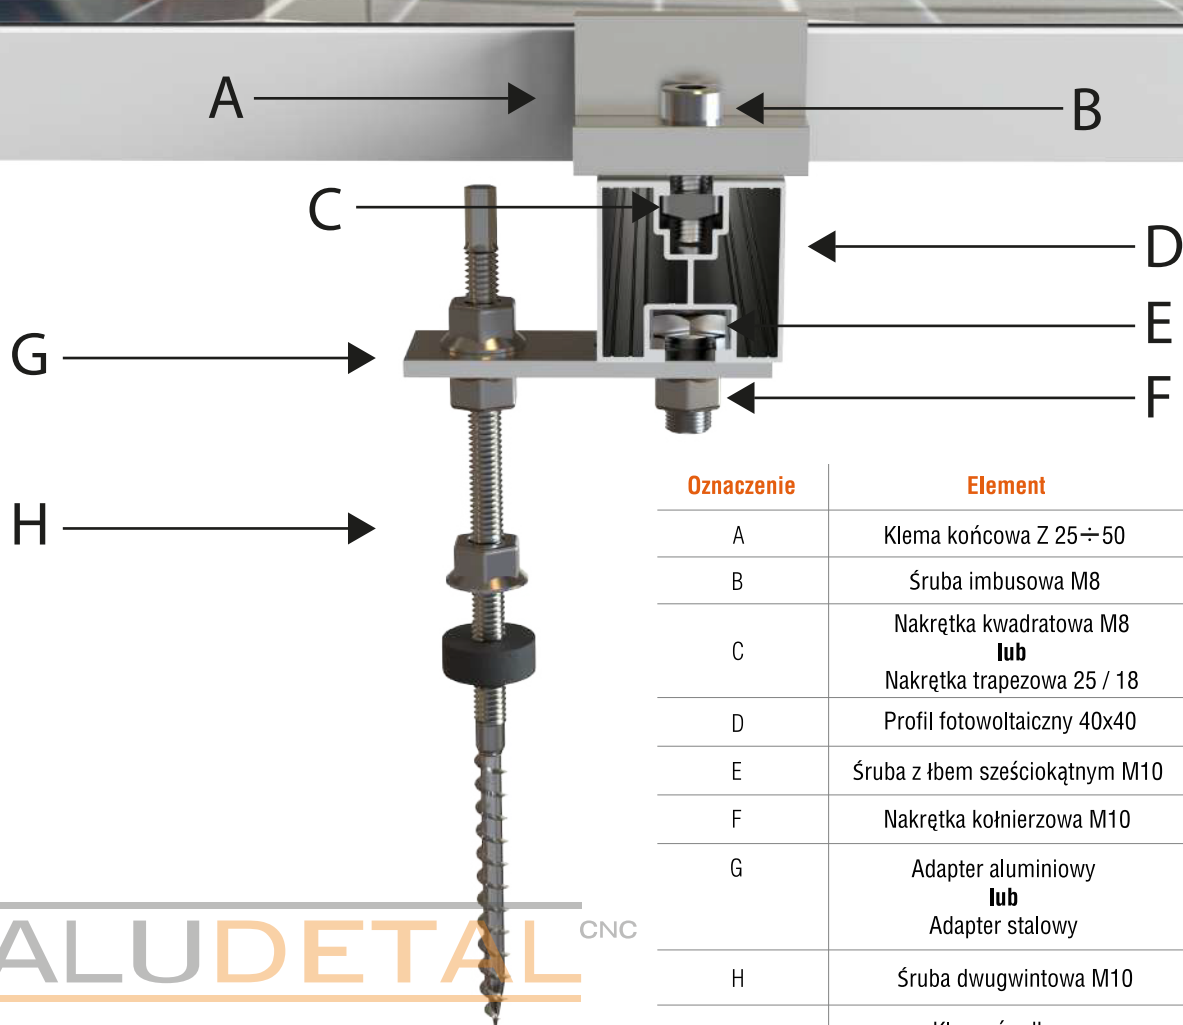 A
B
C
D
E
G
F
H
Oznaczenie Element
A Klema końcowa Z 25÷50
B Śruba imbusowa M8
C Nakrętka kwadratowa M8
lub
Nakrętka trapezowa 25 / 18
D Profil fotowoltaiczny 40x40
E Śruba z łbem sześciokątnym M10
F Nakrętka kołnierzowa M10
G Adapter aluminiowy
lub
Adapter stalowy
H Śruba dwugwintowa M10
ALUDETAL CNC